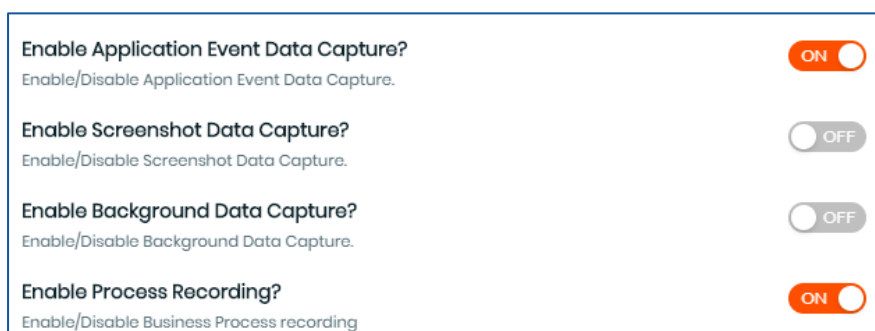 Enable Application Event Data Capture?
ON
Enable/Disable Application Event Data Capture.
Enable Screenshot Data Capture?
OFF
Enable/Disable Screenshot Data Capture.
Enable Background Data Capture?
OFF
Enable/Disable Background Data Capture.
Enable Process Recording?
ON
Enable/Disable Business Process recording